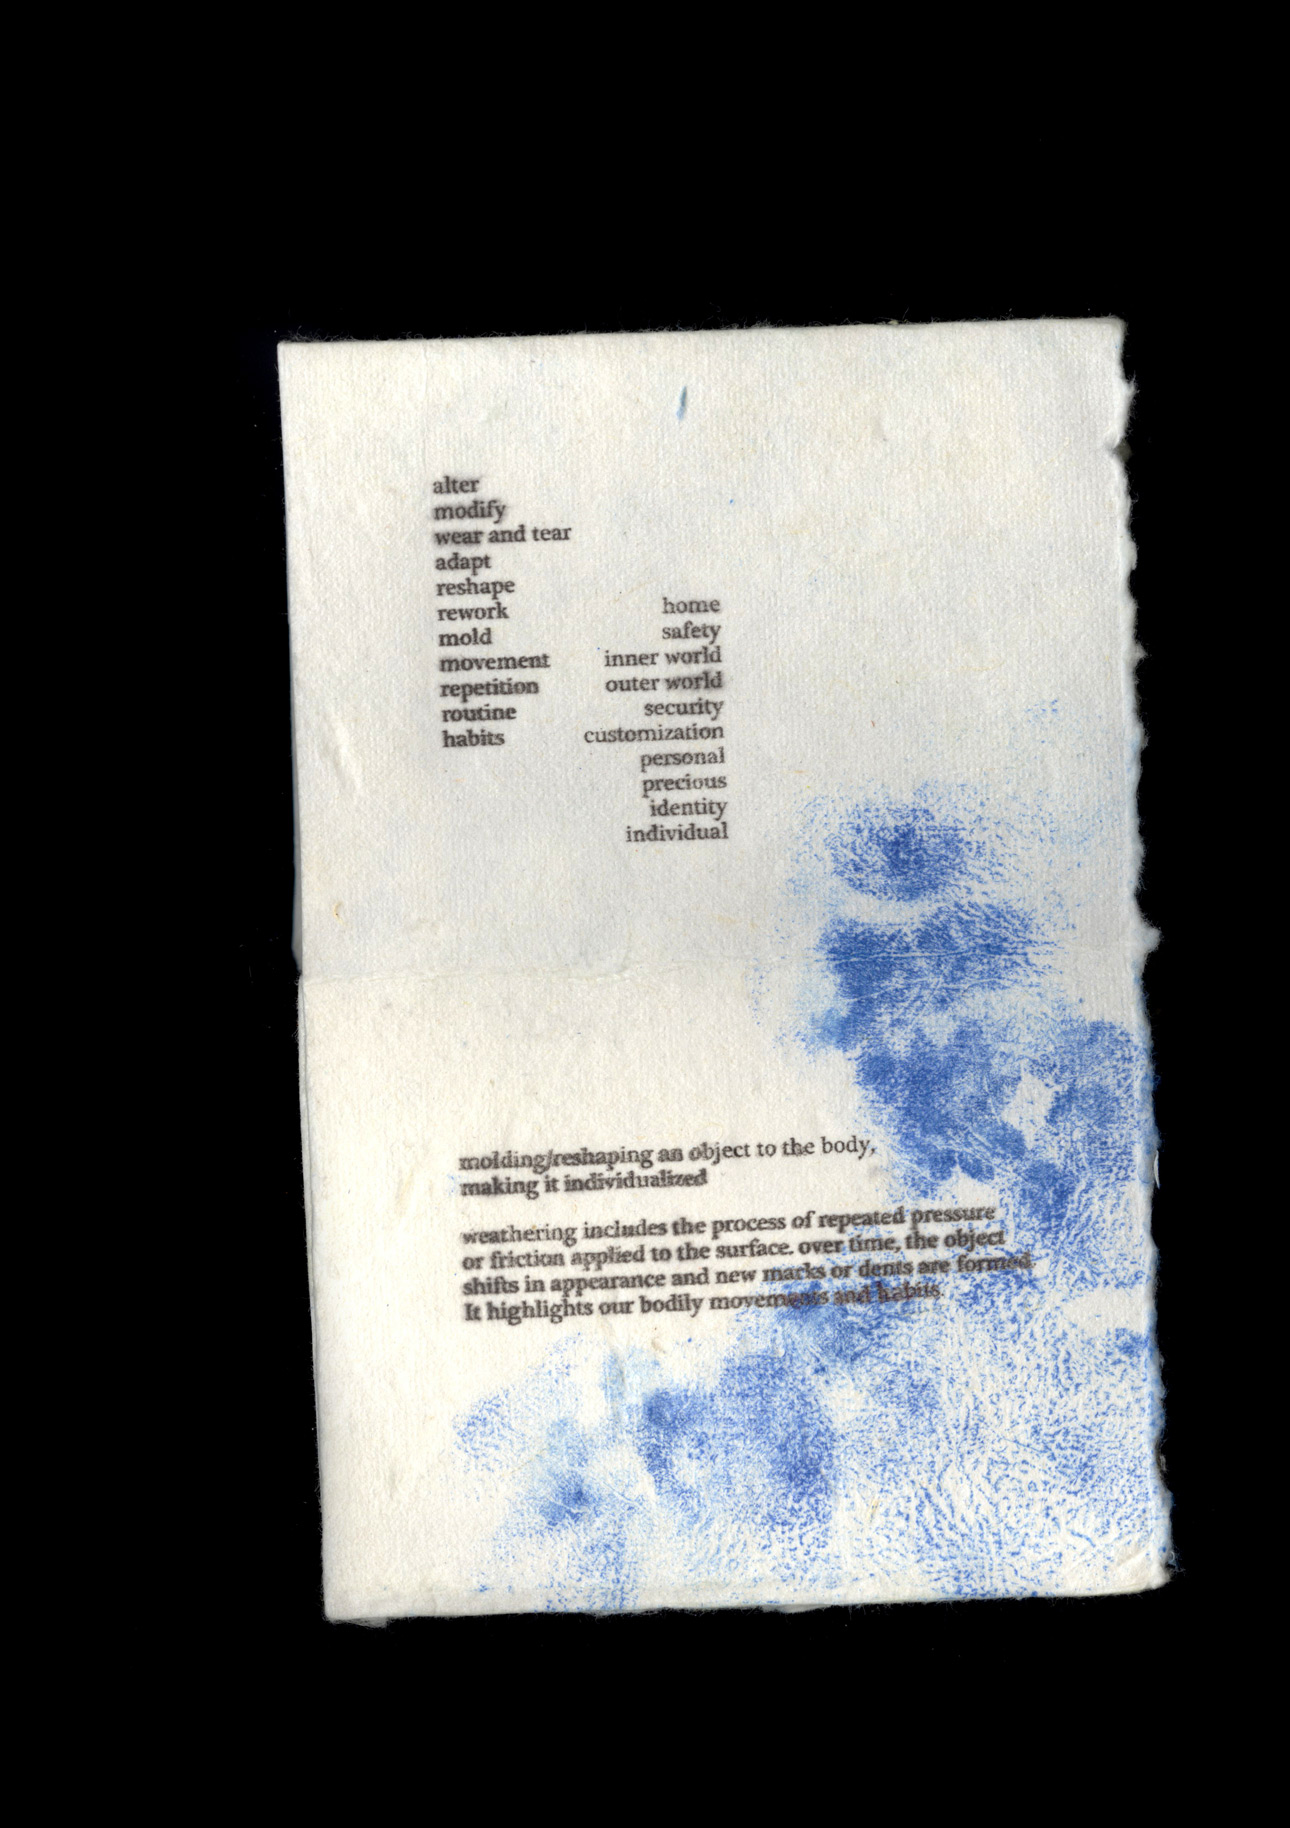 alter
modify
wear and tear
adapt
reshape
rework
mold
movement
repetition
routine
habits
home
safety
inner world
outer world
security
customization
personal
precious
identity
individual
molding/reshaping an object to the body,
making it individualized
weathering includes the process of repeated pressure
or friction applied to the surface. over time, the object
shifts in appearance and new marks or dents are formed.
It highlights our bodily movements and habits.